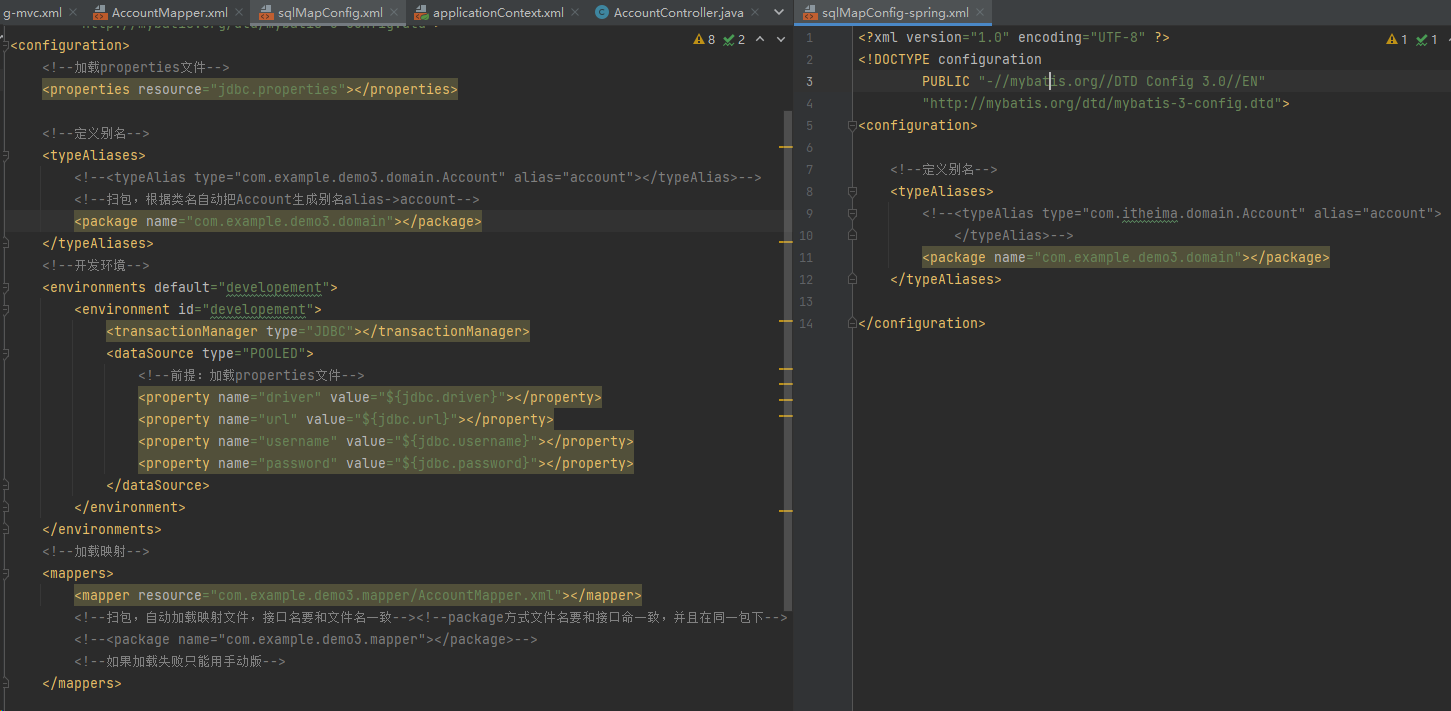 g-mvc.xml AccountMapper.xml sqlMapConfig.xml applicationContext.xml AccountController.java
<configuration>
8 2
<!--加载properties文件-->
<properties resource="jdbc.properties"></properties>
<!--定义别名-->
<typeAliases>
<!--<typeAlias type="com.example.demo3.domain.Account" alias="account"></typeAlias>-->
<!--扫包，根据类名自动把Account生成别名alias->account-->
<package name="com.example.demo3.domain"></package>
</typeAliases>
<!--开发环境-->
<environments default="developement">
<environment id="developement">
<transactionManager type="JDBC"></transactionManager>
<dataSource type="POOLED">
<!--前提：加载properties文件-->
<property name="driver" value="${jdbc.driver}"></property>
<property name="url" value="${jdbc.url}"></property>
<property name="username" value="${jdbc.username}"></property>
<property name="password" value="${jdbc.password}"></property>
</dataSource>
</environment>
</environments>
<!--加载映射-->
<mappers>
<mapper resource="com.example.demo3.mapper/AccountMapper.xml"></mapper>
<!--扫包，自动加载映射文件，接口名要和文件名一致--><!--package方式文件名要和接口命一致，并且在同一包下-->
<!--<package name="com.example.demo3.mapper"></package>-->
<!--如果加载失败只能用手动版-->
</mappers>
sqlMapConfig-spring.xml
1 <?xml version="1.0" encoding="UTF-8" ?>
1 1
2 <!DOCTYPE configuration
3 PUBLIC "-//mybatis.org//DTD Config 3.0//EN"
4 "http://mybatis.org/dtd/mybatis-3-config.dtd">
5 <configuration>
6
7 <!--定义别名-->
8 <typeAliases>
9 <!--<typeAlias type="com.itheima.domain.Account" alias="account">
10 </typeAlias>-->
11 <package name="com.example.demo3.domain"></package>
12 </typeAliases>
13
14 </configuration>